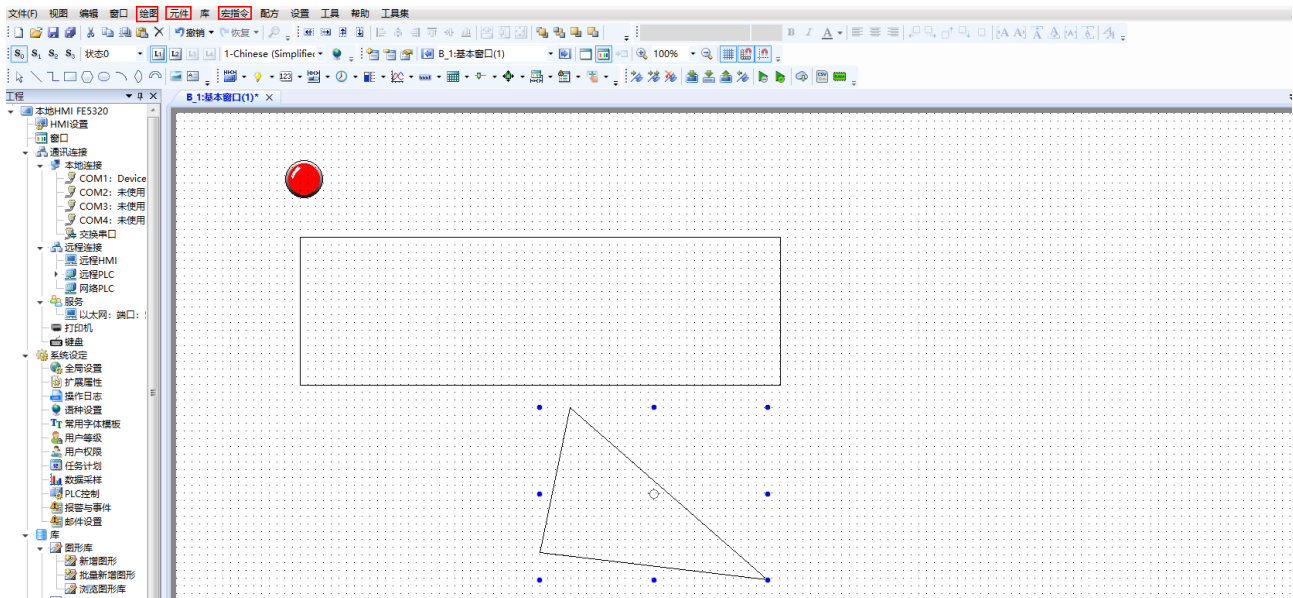 文件(F) 视图 编辑 窗口 绘图 元件 库 宏指令 配方 设置 工具 帮助 工具集
撤销 恢复 B I A
S₀ S₁ S₂ S₃ 状态0 L1 L2 L3 L4 1-Chinese (Simplifiec B_1:基本窗口(1) 100%
工程
B_1:基本窗口(1)*
本地HMI FE5320
HMI设置
窗口
通讯连接
本地连接
COM1: Device
COM2: 未使用
COM3: 未使用
COM4: 未使用
交换串口
远程连接
远程HMI
远程PLC
网络PLC
服务
以太网: 端口:
打印机
键盘
系统设定
全局设置
扩展属性
操作日志
语种设置
常用字体模板
用户等级
用户权限
任务计划
数据采样
PLC控制
报警与事件
邮件设置
库
图形库
新增图形
批量新增图形
浏览图形库